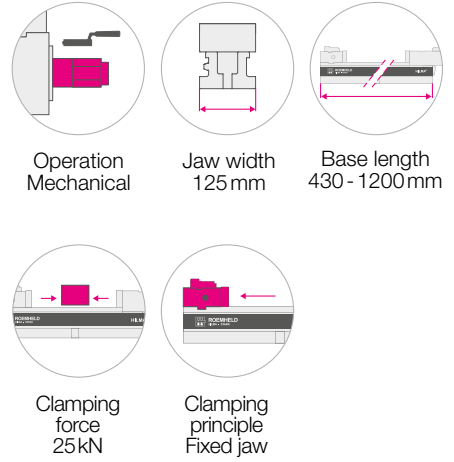 HILMA
Operation
Mechanical
Jaw width
125 mm
Base length
430 - 1200 mm
ROEMHELD
ROEMHELD
Clamping
force
25 kN
Clamping
principle
Fixed jaw